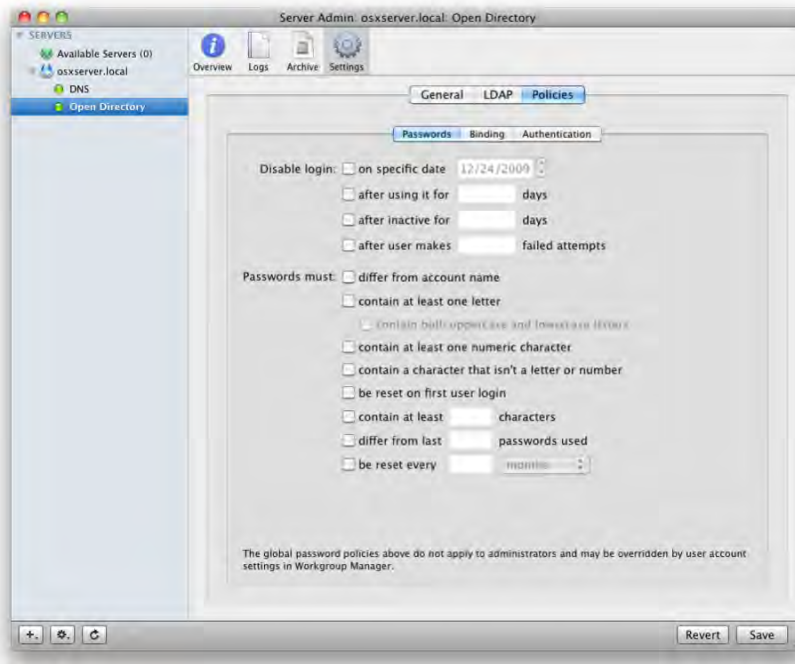 Server Admin: osxserver.local: Open Directory
SERVERS
Available Servers (0)
osxserver.local
DNS
Open Directory
Overview Logs Archive Settings
General LDAP Policies
Passwords Binding Authentication
Disable login: on specific date 12/24/2009
after using it for days
after inactive for days
after user makes failed attempts
Passwords must: differ from account name
contain at least one letter
contain both uppercase and lowercase letters
contain at least one numeric character
contain a character that isn't a letter or number
be reset on first user login
contain at least characters
differ from last passwords used
be reset every months
The global password policies above do not apply to administrators and may be overridden by user account
settings in Workgroup Manager.
Revert Save